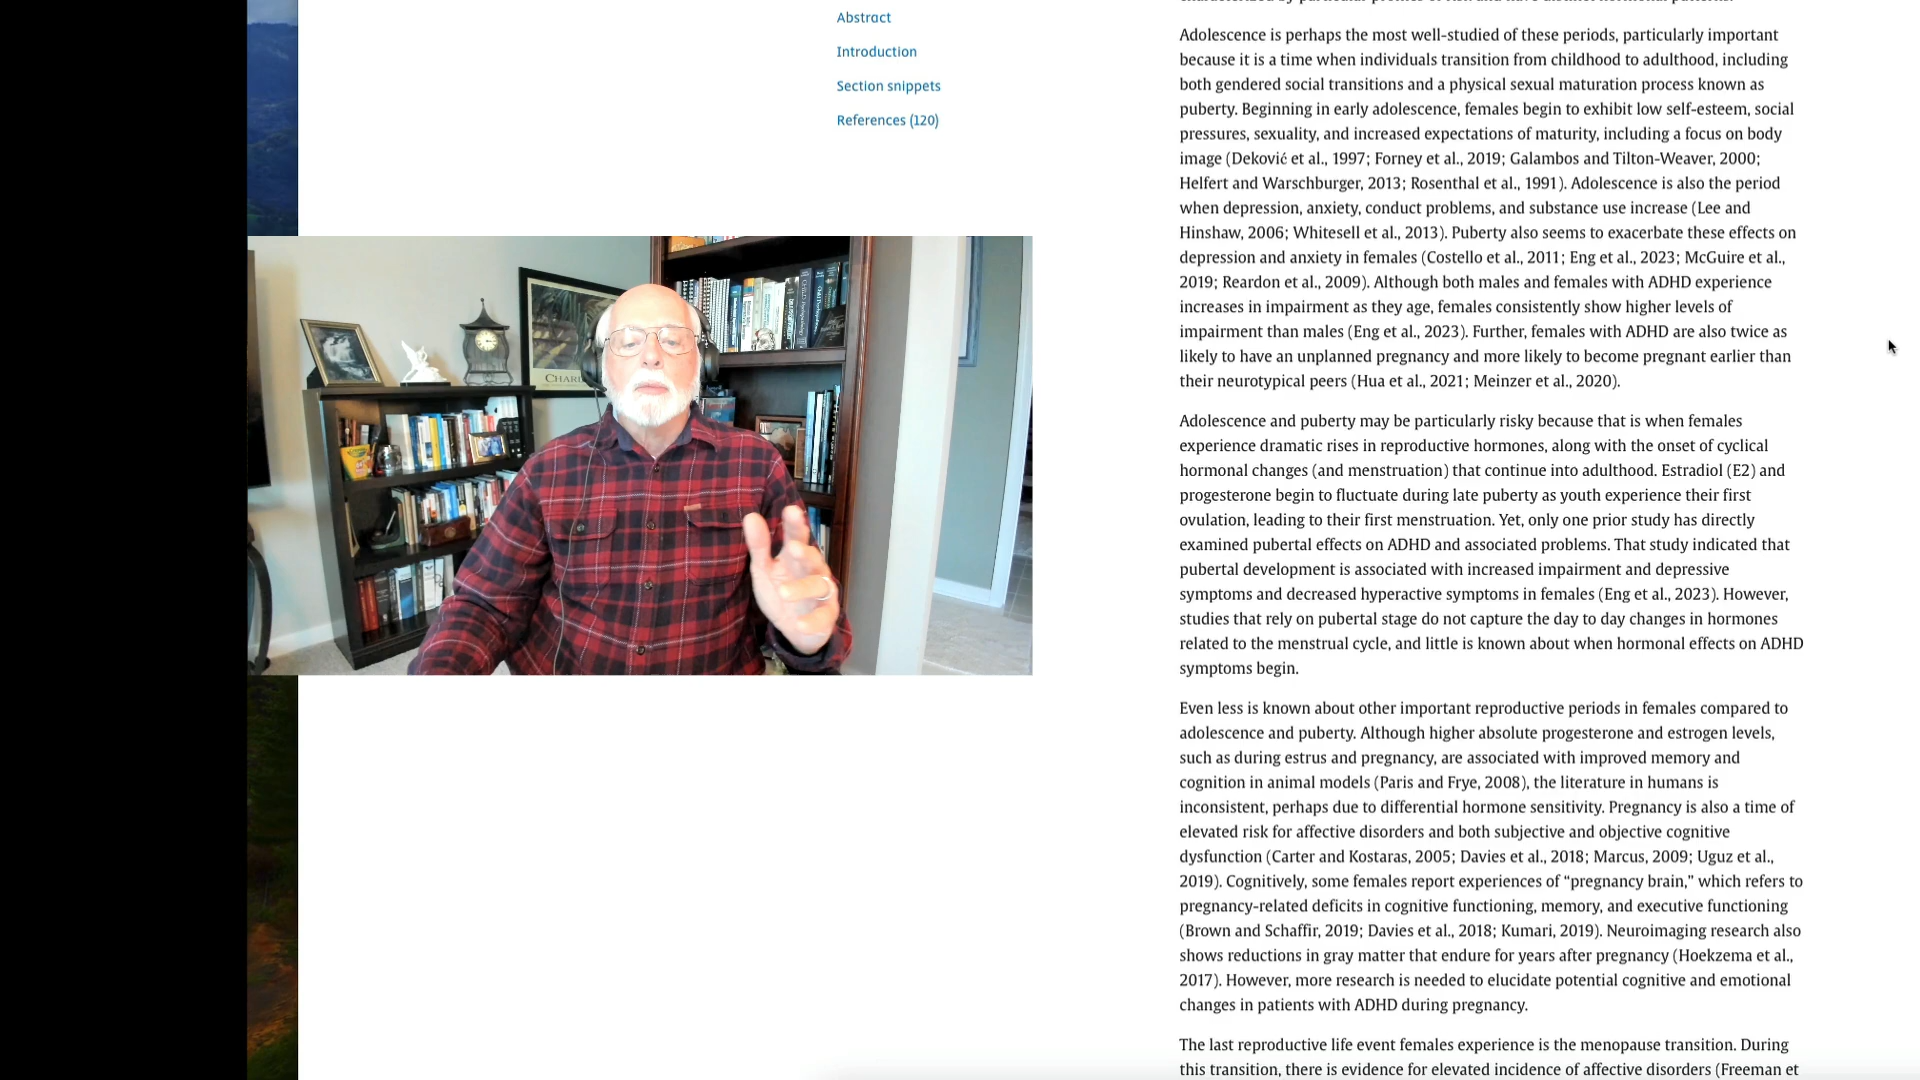 Abstract
Introduction
Section snippets
References (120)
CHARL
Adolescence is perhaps the most well-studied of these periods, particularly important
because it is a time when individuals transition from childhood to adulthood, including
both gendered social transitions and a physical sexual maturation process known as
puberty. Beginning in early adolescence, females begin to exhibit low self-esteem, social
pressures, sexuality, and increased expectations of maturity, including a focus on body
image (Deković et al., 1997; Forney et al., 2019; Galambos and Tilton-Weaver, 2000;
Helfert and Warschburger, 2013; Rosenthal et al., 1991). Adolescence is also the period
when depression, anxiety, conduct problems, and substance use increase (Lee and
Hinshaw, 2006; Whitesell et al., 2013). Puberty also seems to exacerbate these effects on
depression and anxiety in females (Costello et al., 2011; Eng et al., 2023; McGuire et al.,
2019; Reardon et al., 2009). Although both males and females with ADHD experience
increases in impairment as they age, females consistently show higher levels of
impairment than males (Eng et al., 2023). Further, females with ADHD are also twice as
likely to have an unplanned pregnancy and more likely to become pregnant earlier than
their neurotypical peers (Hua et al., 2021; Meinzer et al., 2020).
Adolescence and puberty may be particularly risky because that is when females
experience dramatic rises in reproductive hormones, along with the onset of cyclical
hormonal changes (and menstruation) that continue into adulthood. Estradiol (E2) and
progesterone begin to fluctuate during late puberty as youth experience their first
ovulation, leading to their first menstruation. Yet, only one prior study has directly
examined pubertal effects on ADHD and associated problems. That study indicated that
pubertal development is associated with increased impairment and depressive
symptoms and decreased hyperactive symptoms in females (Eng et al., 2023). However,
studies that rely on pubertal stage do not capture the day to day changes in hormones
related to the menstrual cycle, and little is known about when hormonal effects on ADHD
symptoms begin.
Even less is known about other important reproductive periods in females compared to
adolescence and puberty. Although higher absolute progesterone and estrogen levels,
such as during estrus and pregnancy, are associated with improved memory and
cognition in animal models (Paris and Frye, 2008), the literature in humans is
inconsistent, perhaps due to differential hormone sensitivity. Pregnancy is also a time of
elevated risk for affective disorders and both subjective and objective cognitive
dysfunction (Carter and Kostaras, 2005; Davies et al., 2018; Marcus, 2009; Uguz et al.,
2019). Cognitively, some females report experiences of “pregnancy brain,” which refers to
pregnancy-related deficits in cognitive functioning, memory, and executive functioning
(Brown and Schaffir, 2019; Davies et al., 2018; Kumari, 2019). Neuroimaging research also
shows reductions in gray matter that endure for years after pregnancy (Hoekzema et al.,
2017). However, more research is needed to elucidate potential cognitive and emotional
changes in patients with ADHD during pregnancy.
The last reproductive life event females experience is the menopause transition. During
this transition, there is evidence for elevated incidence of affective disorders (Freeman et